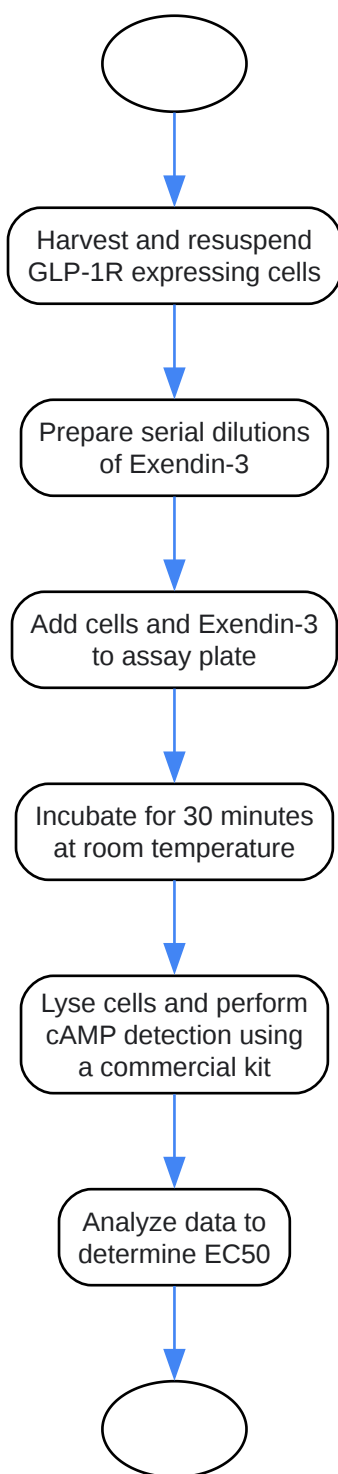 Harvest and resuspend
GLP-1R expressing cells
Prepare serial dilutions
of Exendin-3
Add cells and Exendin-3
to assay plate
Incubate for 30 minutes
at room temperature
Lyse cells and perform
cAMP detection using
a commercial kit
Analyze data to
determine EC50